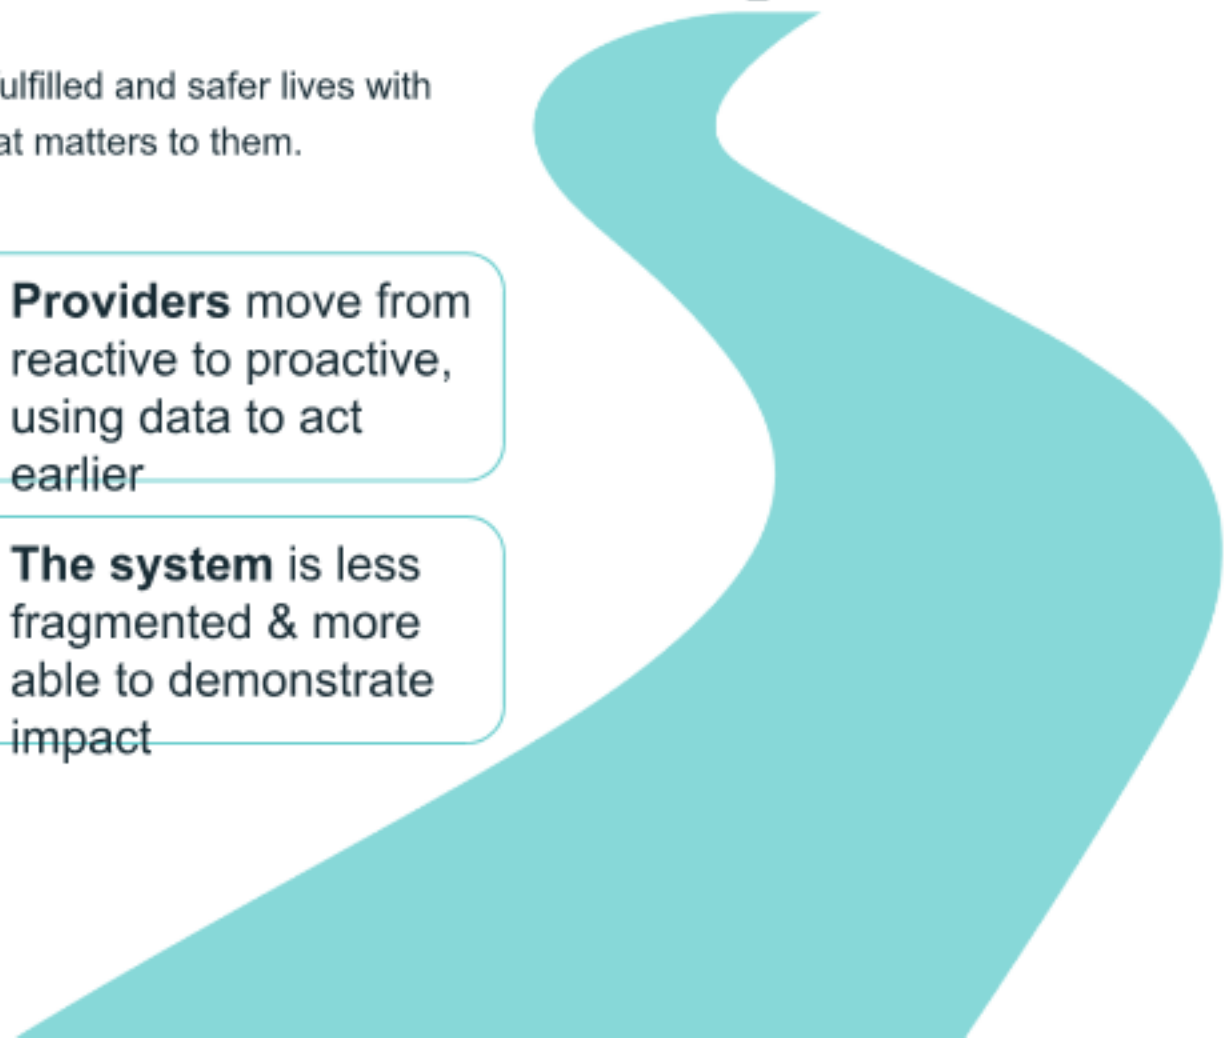 ulfilled and safer lives with
at matters to them.
Providers move from
reactive to proactive,
using data to act
earlier
The system is less
fragmented & more
able to demonstrate
impact